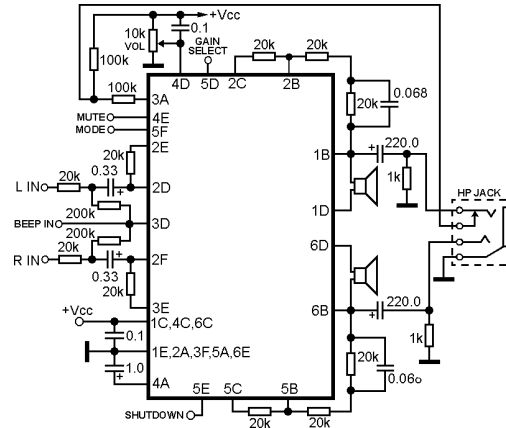 +Vcc
10k
VOL
0.1
GAIN
SELECT
20k
20k
100k
4D
5D
2C
2B
100k
3A
20k
0.068
MUTE
4E
MODE
5F
2E
1B
+
220.0
20k
0.33
1k
HP JACK
L IN
20k
+
2D
200k
1D
BEEP IN
3D
200k
6D
R IN
20k
+
2F
0.33
20k
3E
220.0
6B
+
+Vcc
1C,4C,6C
0.1
1k
1E,2A,3F,5A,6E
20k
1.0
+
4A
0.06
5E
5C
5B
SHUTDOWN
20k
20k